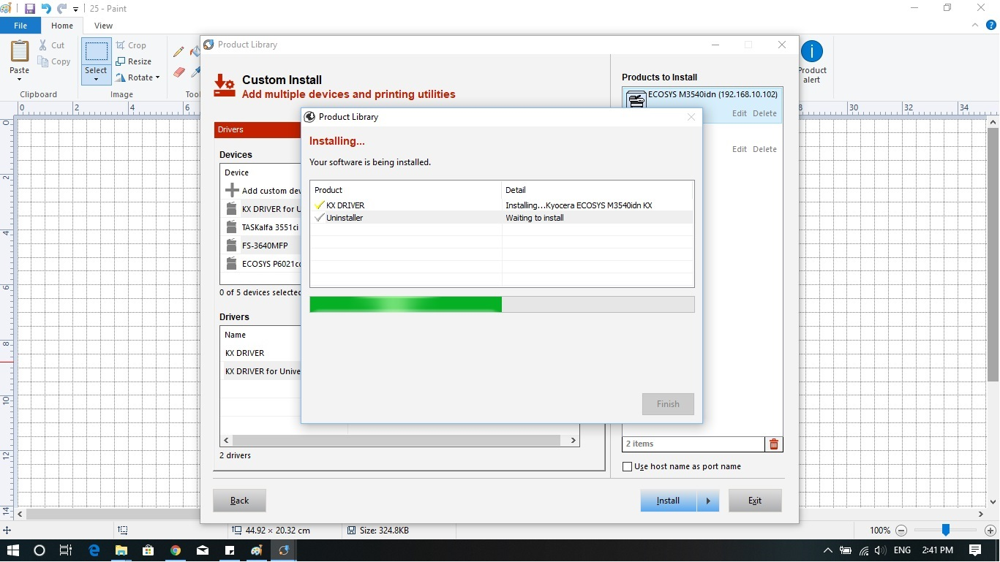 25 - Paint
File
Home
View
Paste
Cut
Copy
Clipboard
Select
Crop
Resize
Rotate
Image
Tool
Product
alert
0
2
4
6
8
30
32
34
0
2
4
6
8
10
12
14
Product Library
Custom Install
Add multiple devices and printing utilities
Drivers
Devices
Device
Add custom dev
KX DRIVER for U
TASKalfa 3551ci
FS-3640MFP
ECOSYS P6021cd
0 of 5 devices selected
Drivers
Name
KX DRIVER
KX DRIVER for Unive
2 drivers
Products to Install
ECOSYS M3540idn (192.168.10.102)
Edit Delete
Edit Delete
2 items
Use host name as port name
Back
Install
Exit
Product Library
Installing...
Your software is being installed.
Product Detail
KX DRIVER Installing...Kyocera ECOSYS M3540idn KX
Uninstaller Waiting to install
Finish
44.92 × 20.32 cm
Size: 324.8KB
100%
ENG
2:41 PM